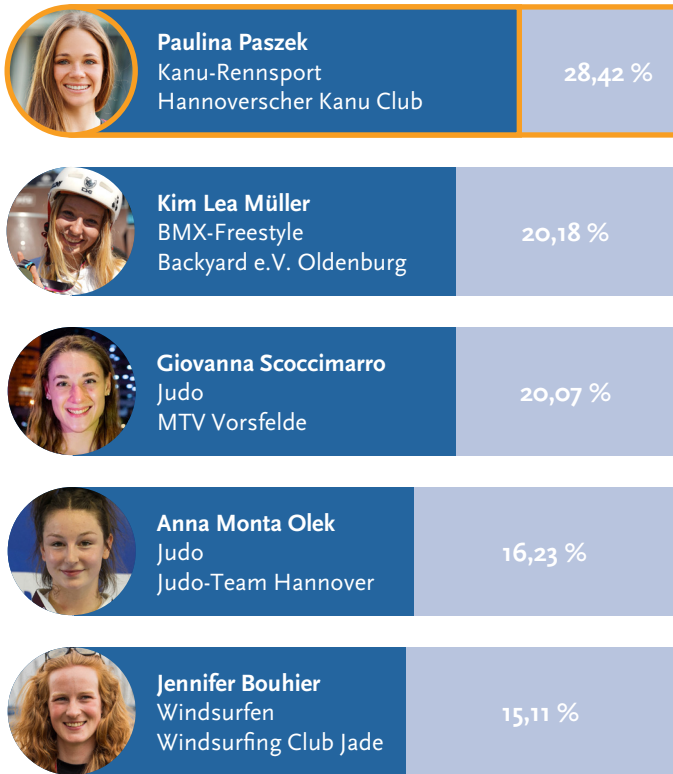 Paulina Paszek
Kanu-Rennsport
Hannoverscher Kanu Club
28,42 %
Kim Lea Müller
BMX-Freestyle
Backyard e.V. Oldenburg
20,18 %
Giovanna Scoccimarro
Judo
MTV Vorsfelde
20,07 %
Anna Monta Olek
Judo
Judo-Team Hannover
16,23 %
Jennifer Bouhier
Windsurfen
Windsurfing Club Jade
15,11 %